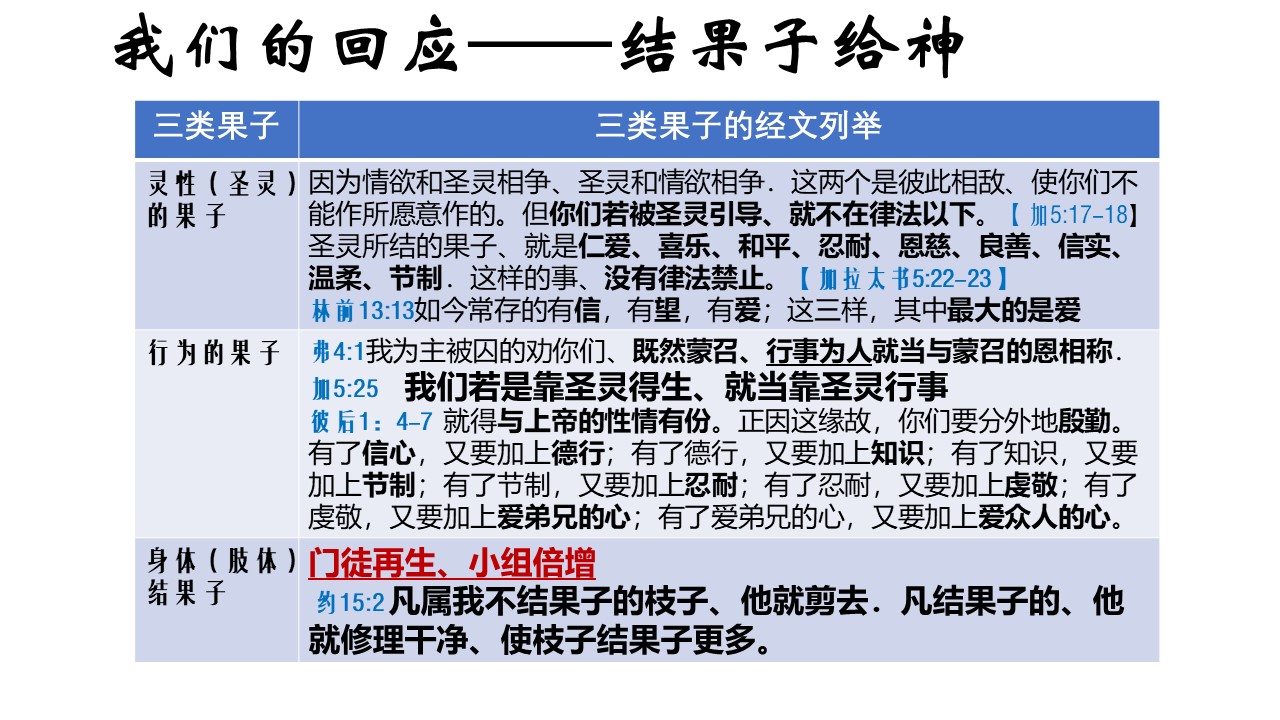 我们的回应——结果子给神
三类果子
三类果子的经文列举
灵性（圣灵）
的果子
因为情欲和圣灵相争、圣灵和情欲相争．这两个是彼此相敌、使你们不
能作所愿意作的。但你们若被圣灵引导、就不在律法以下。【加5:17-18】
圣灵所结的果子、就是仁爱、喜乐、和平、忍耐、恩慈、良善、信实、
温柔、节制．这样的事、没有律法禁止。【加拉太书5:22-23】
林前13:13如今常存的有信，有望，有爱；这三样，其中最大的是爱
行为的果子
弗4:1我为主被囚的劝你们、既然蒙召、行事为人就当与蒙召的恩相称．
加5:25 我们若是靠圣灵得生、就当靠圣灵行事
彼后1：4-7 就得与上帝的性情有份。正因这缘故，你们要分外地殷勤。
有了信心，又要加上德行；有了德行，又要加上知识；有了知识，又要
加上节制；有了节制，又要加上忍耐；有了忍耐，又要加上虔敬；有了
虔敬，又要加上爱弟兄的心；有了爱弟兄的心，又要加上爱众人的心。
身体（肢体）
结果子
门徒再生、小组倍增
约15:2凡属我不结果子的枝子、他就剪去．凡结果子的、他
就修理干净、使枝子结果子更多。